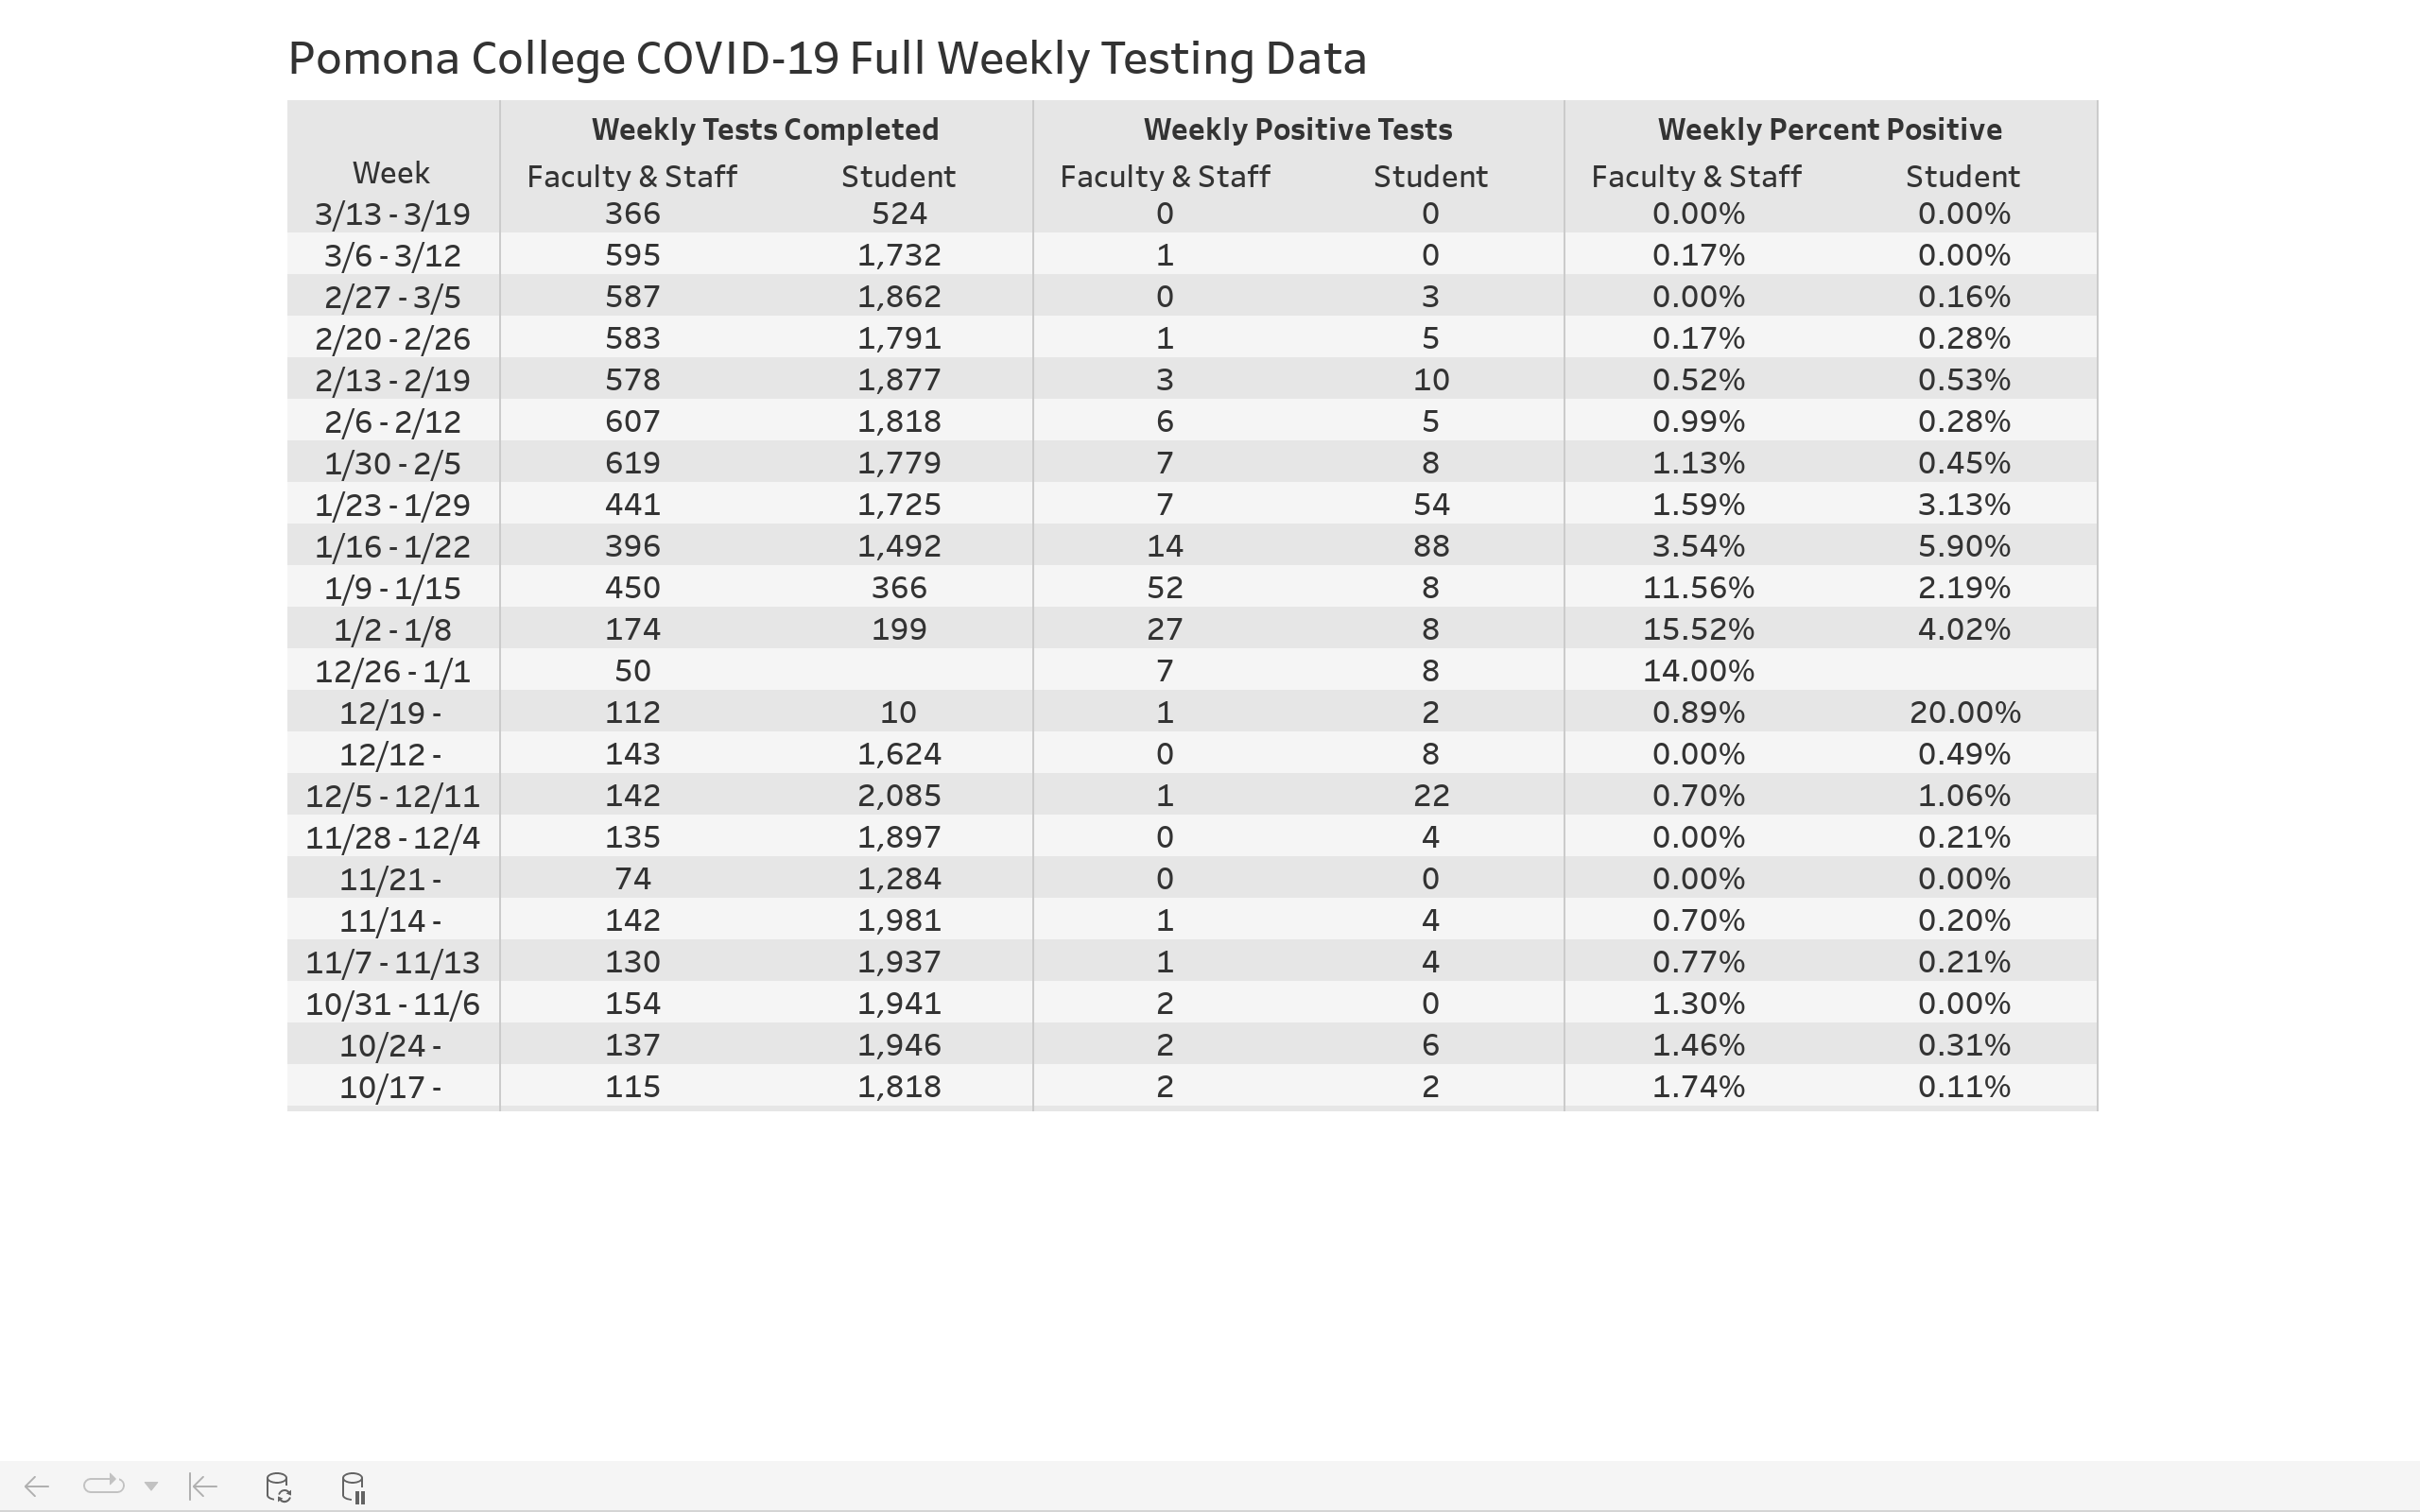 Pomona College COVID-19 Full Weekly Testing Data
Weekly Tests Completed Weekly Positive Tests Weekly Percent Positive
Week Faculty & Staff Student Faculty & Staff Student Faculty & Staff Student
3/13 - 3/19 366 524 0 0 0.00% 0.00%
3/6 - 3/12 595 1,732 1 0 0.17% 0.00%
2/27 - 3/5 587 1,862 0 3 0.00% 0.16%
2/20 - 2/26 583 1,791 1 5 0.17% 0.28%
2/13 - 2/19 578 1,877 3 10 0.52% 0.53%
2/6 - 2/12 607 1,818 6 5 0.99% 0.28%
1/30 - 2/5 619 1,779 7 8 1.13% 0.45%
1/23 - 1/29 441 1,725 7 54 1.59% 3.13%
1/16 - 1/22 396 1,492 14 88 3.54% 5.90%
1/9 - 1/15 450 366 52 8 11.56% 2.19%
1/2 - 1/8 174 199 27 8 15.52% 4.02%
12/26 - 1/1 50 7 8 14.00%
12/19 - 112 10 1 2 0.89% 20.00%
12/12 - 143 1,624 0 8 0.00% 0.49%
12/5 - 12/11 142 2,085 1 22 0.70% 1.06%
11/28 - 12/4 135 1,897 0 4 0.00% 0.21%
11/21 - 74 1,284 0 0 0.00% 0.00%
11/14 - 142 1,981 1 4 0.70% 0.20%
11/7 - 11/13 130 1,937 1 4 0.77% 0.21%
10/31 - 11/6 154 1,941 2 0 1.30% 0.00%
10/24 - 137 1,946 2 6 1.46% 0.31%
10/17 - 115 1,818 2 2 1.74% 0.11%